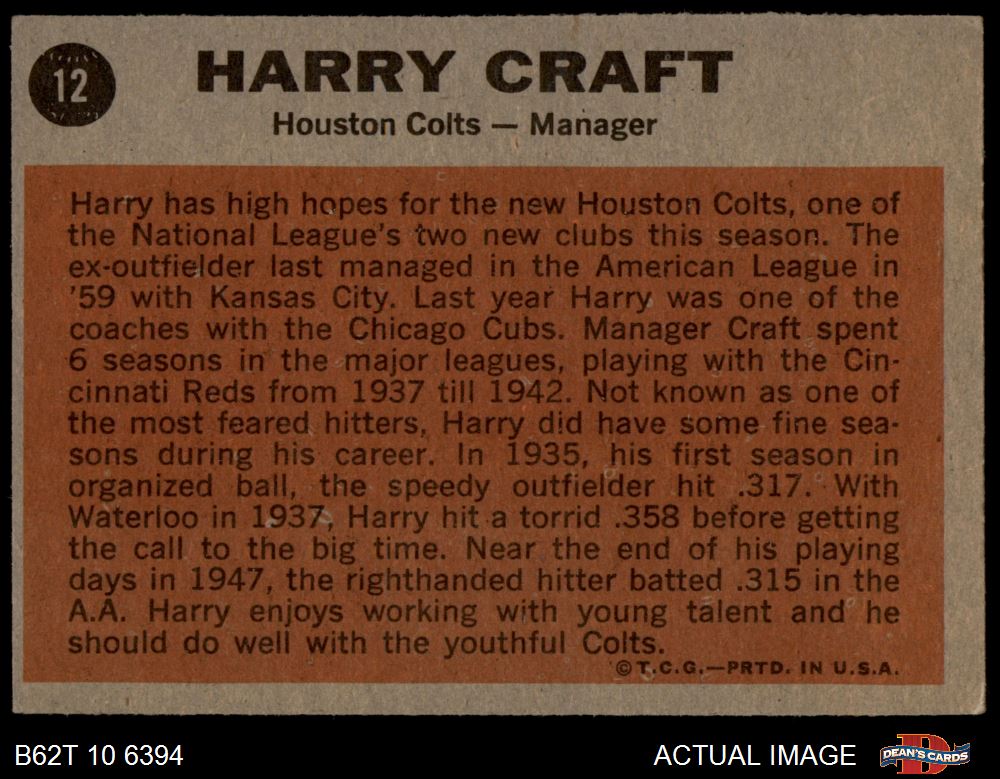 12
HARRY CRAFT
Houston Colts — Manager
Harry has high hopes for the new Houston Colts, one of
the National League's two new clubs this season. The
ex-outfielder last managed in the American League in
'59 with Kansas City. Last year Harry was one of the
coaches with the Chicago Cubs. Manager Craft spent
6 seasons in the major leagues, playing with the Cin-
cinnati Reds from 1937 till 1942. Not known as one of
the most feared hitters, Harry did have some fine sea-
sons during his career. In 1935, his first season in
organized ball, the speedy outfielder hit .317. With
Waterloo in 1937, Harry hit a torrid .358 before getting
the call to the big time. Near the end of his playing
days in 1947, the righthanded hitter batted .315 in the
A.A. Harry enjoys working with young talent and he
should do well with the youthful Colts.
©T.C.G.—PRTD. IN U.S.A.
B62T 10 6394
ACTUAL IMAGE
DEAN'S CARDS